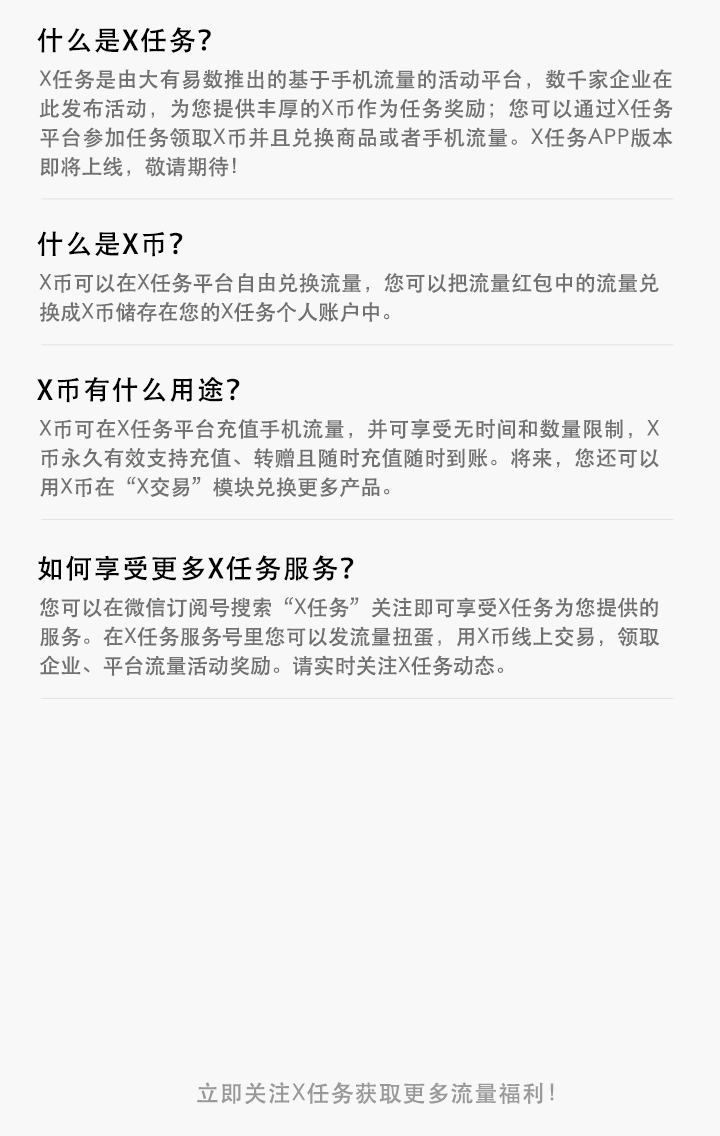 什么是X任务？
X任务是由大有易数推出的基于手机流量的活动平台，数千家企业在
此发布活动，为您提供丰厚的X币作为任务奖励；您可以通过X任务
平台参加任务领取X币并且兑换商品或者手机流量。X任务APP版本
即将上线，敬请期待！
什么是X币？
X币可以在X任务平台自由兑换流量，您可以把流量红包中的流量兑
换成X币储存在您的X任务个人账户中。
X币有什么用途？
X币可在X任务平台充值手机流量，并可享受无时间和数量限制，X
币永久有效支持充值、转赠且随时充值随时到账。将来，您还可以
用X币在“X交易”模块兑换更多产品。
如何享受更多X任务服务？
您可以在微信订阅号搜索“X任务”关注即可享受X任务为您提供的
服务。在X任务服务号里您可以发流量扭蛋，用X币线上交易，领取
企业、平台流量活动奖励。请实时关注X任务动态。
立即关注X任务获取更多流量福利！